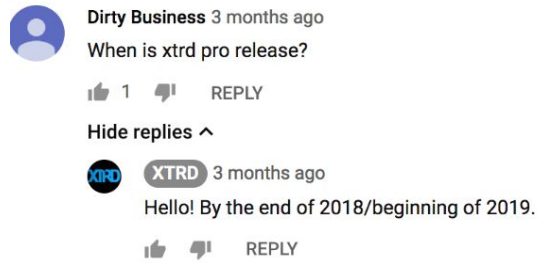 Dirty Business 3 months ago
When is xtrd pro release?
1 REPLY
Hide replies
XTRD XTRD 3 months ago
Hello! By the end of 2018/beginning of 2019.
REPLY